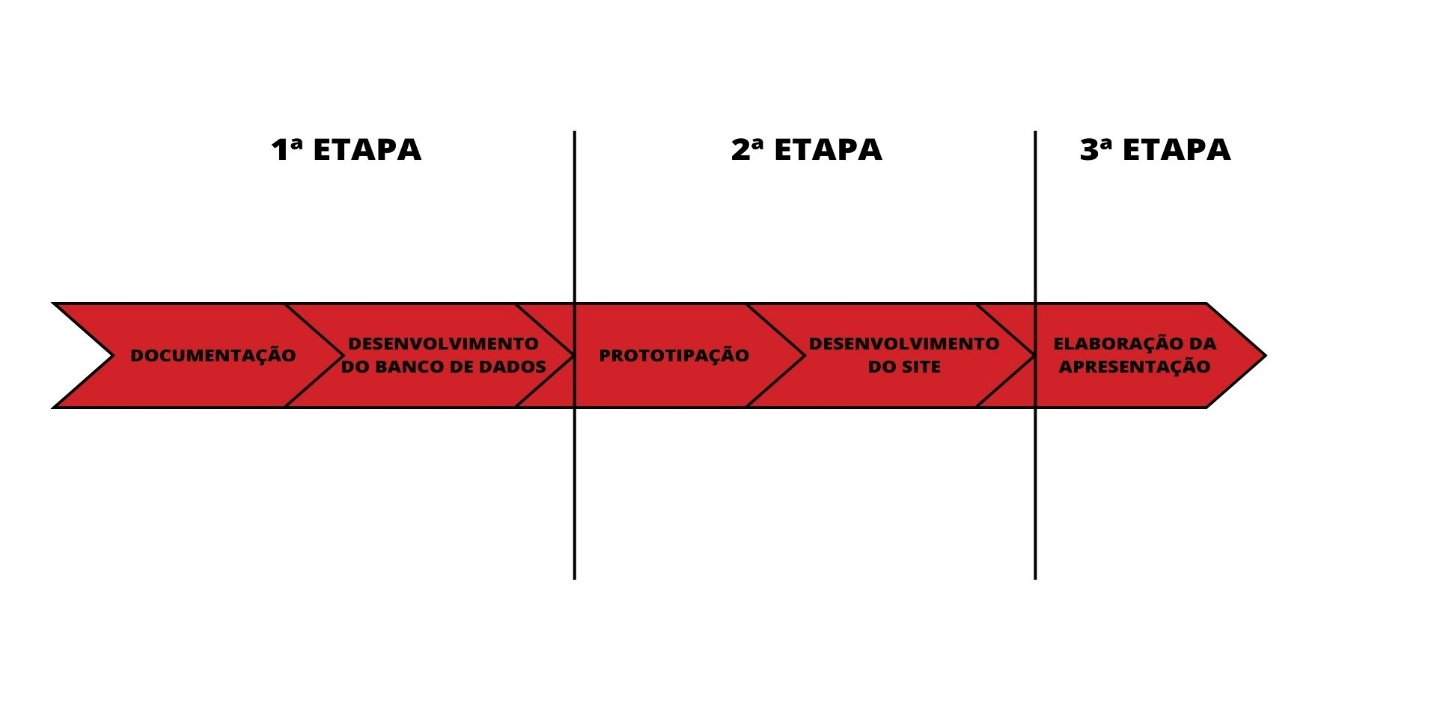 1ª ETAPA
2ª ETAPA
3ª ETAPA
DOCUMENTAÇÃO
DESENVOLVIMENTO
DO BANCO DE DADOS
PROTOTIPAÇÃO
DESENVOLVIMENTO
DO SITE
ELABORAÇÃO DA
APRESENTAÇÃO